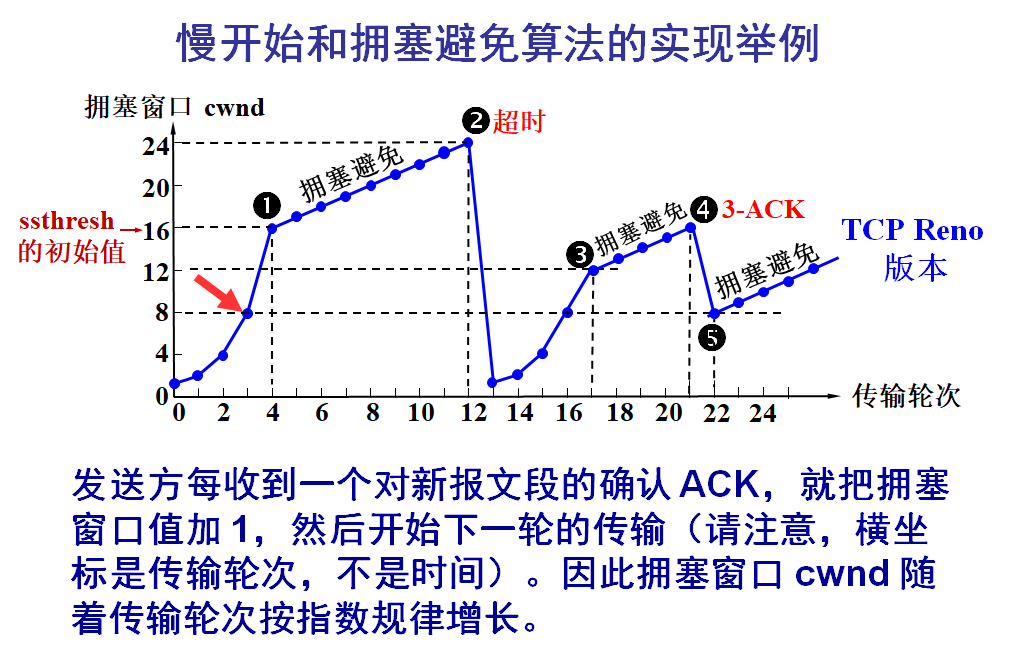 慢开始和拥塞避免算法的实现举例
拥塞窗口 cwnd
❷ 超时
24
20
ssthresh
的初始值
16
12
8
4
0
❶
拥塞避免
❸
拥塞避免
❹ 3-ACK
拥塞避免
❺
TCP Reno
版本
0 2 4 6 8 10 12 14 16 18 20 22 24
传输轮次
发送方每收到一个对新报文段的确认 ACK，就把拥塞
窗口值加 1，然后开始下一轮的传输（请注意，横坐
标是传输轮次，不是时间）。因此拥塞窗口 cwnd 随
着传输轮次按指数规律增长。